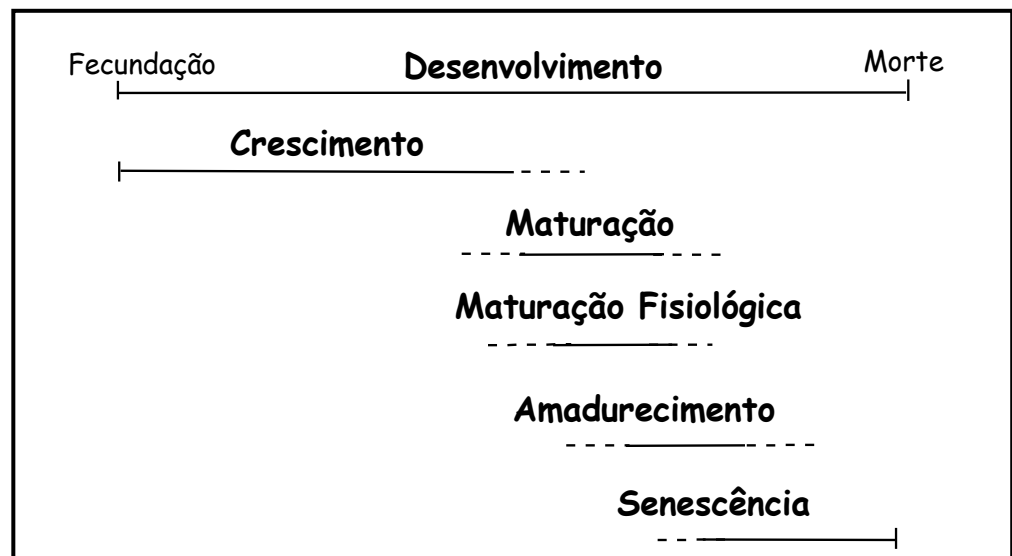 Fecundação Desenvolvimento Morte
Crescimento
Maturação
Maturação Fisiológica
Amadurecimento
Senescência